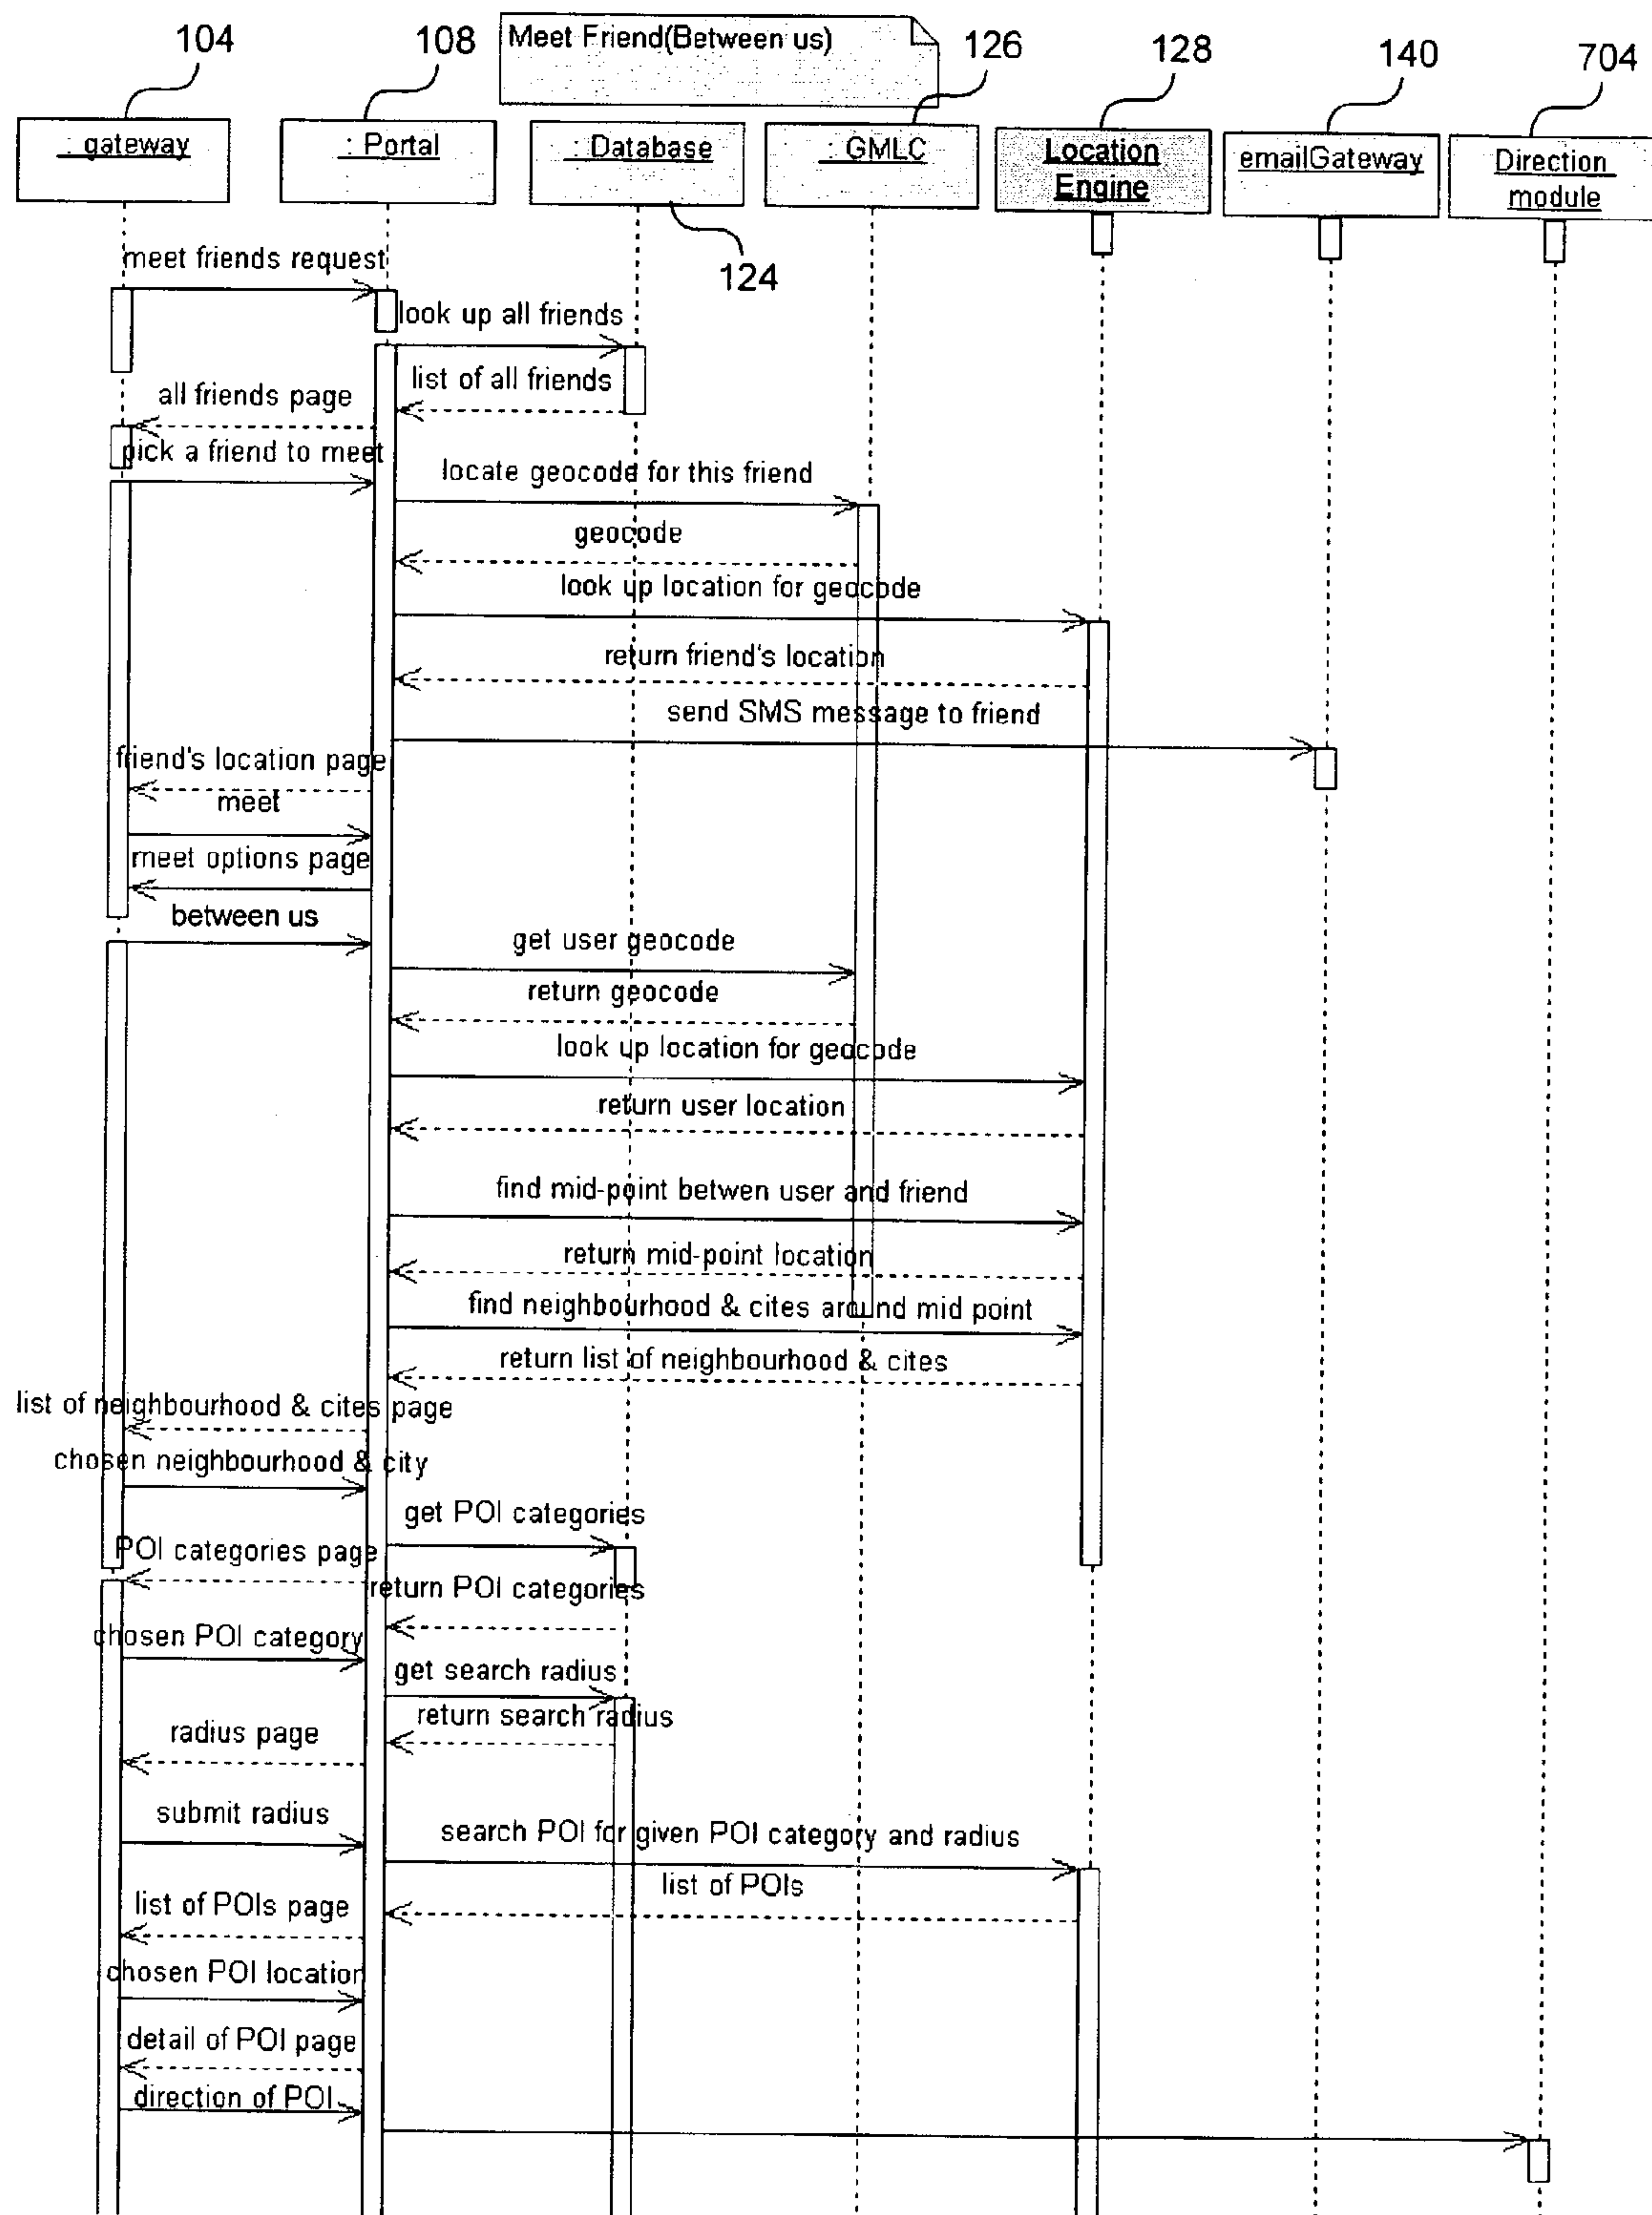 104
108
Meet Friend(Between us)
126
128
140
704
: gateway
: Portal
: Database
: GMLC
Location
Engine
emailGateway
Direction
module
124
meet friends request
look up all friends
list of all friends
all friends page
pick a friend to meet
locate geocode for this friend
geocode
look up location for geocode
return friend's location
send SMS message to friend
friend's location page
meet
meet options page
between us
get user geocode
return geocode
look up location for geocode
return user location
find mid-point betwen user and friend
return mid-point location
find neighbourhood & cites around mid point
return list of neighbourhood & cites
list of neighbourhood & cites page
chosen neighbourhood & city
get POI categories
POI categories page
return POI categories
chosen POI category
get search radius
return search radius
radius page
submit radius
search POI for given POI category and radius
list of POIs
list of POIs page
chosen POI location
detail of POI page
direction of POI